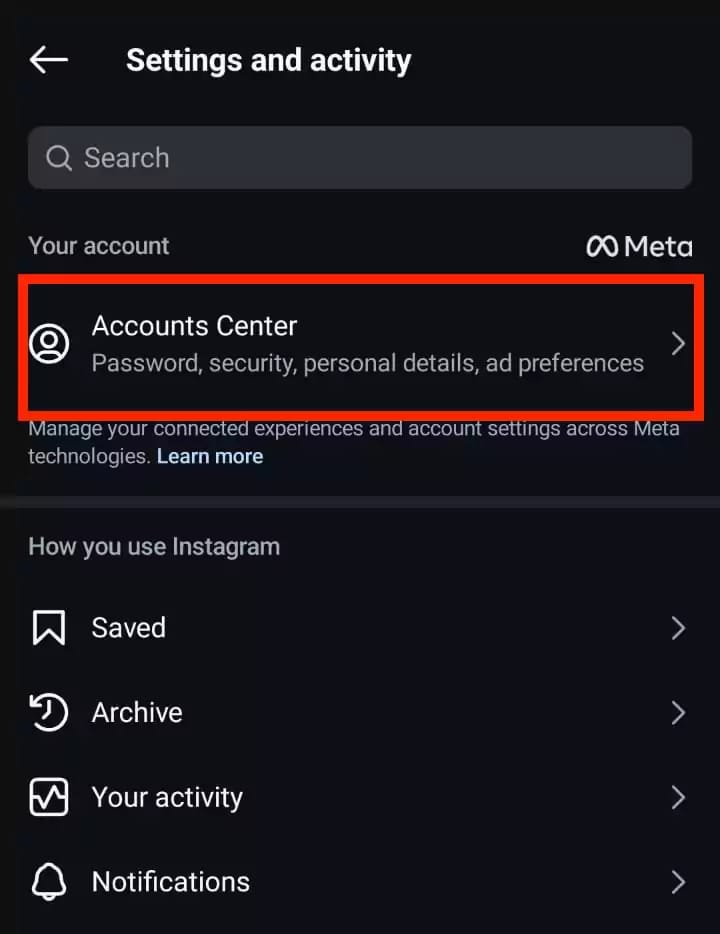 Settings and activity
Search
Your account
Meta
Accounts Center
Password, security, personal details, ad preferences
Manage your connected experiences and account settings across Meta
technologies. Learn more
How you use Instagram
Saved
Archive
Your activity
Notifications